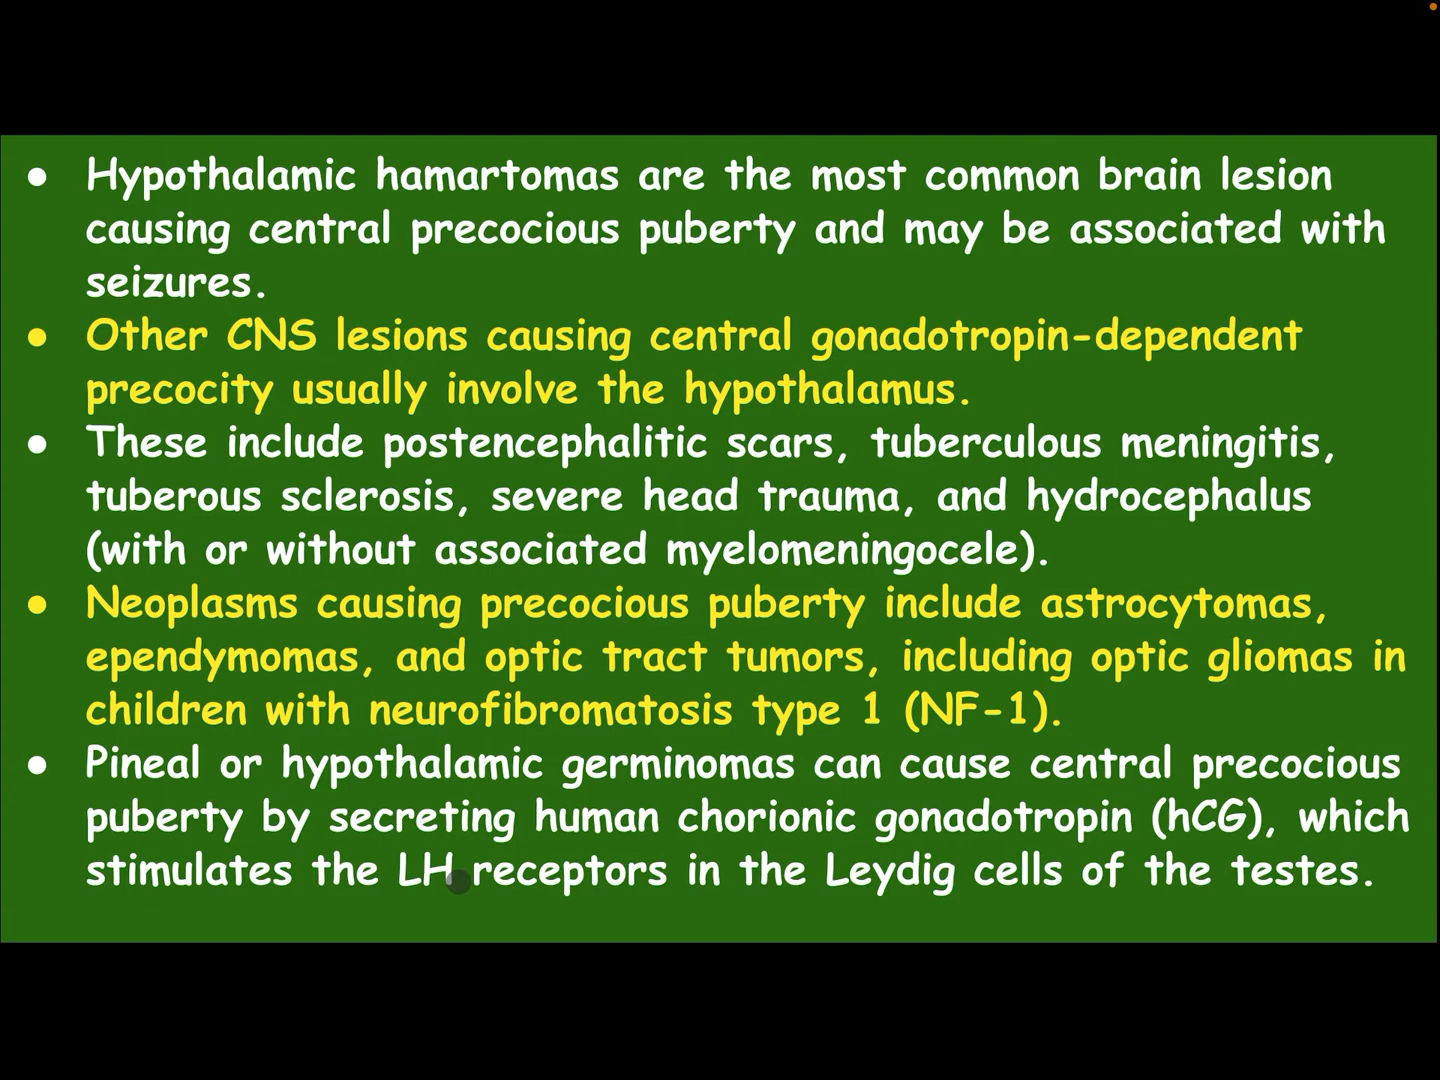 ● Hypothalamic hamartomas are the most common brain lesion
causing central precocious puberty and may be associated with
seizures.
● Other CNS lesions causing central gonadotropin-dependent
precocity usually involve the hypothalamus.
● These include postencephalitic scars, tuberculous meningitis,
tuberous sclerosis, severe head trauma, and hydrocephalus
(with or without associated myelomeningocele).
● Neoplasms causing precocious puberty include astrocytomas,
ependymomas, and optic tract tumors, including optic gliomas in
children with neurofibromatosis type 1 (NF-1).
● Pineal or hypothalamic germinomas can cause central precocious
puberty by secreting human chorionic gonadotropin (hCG), which
stimulates the LH receptors in the Leydig cells of the testes.